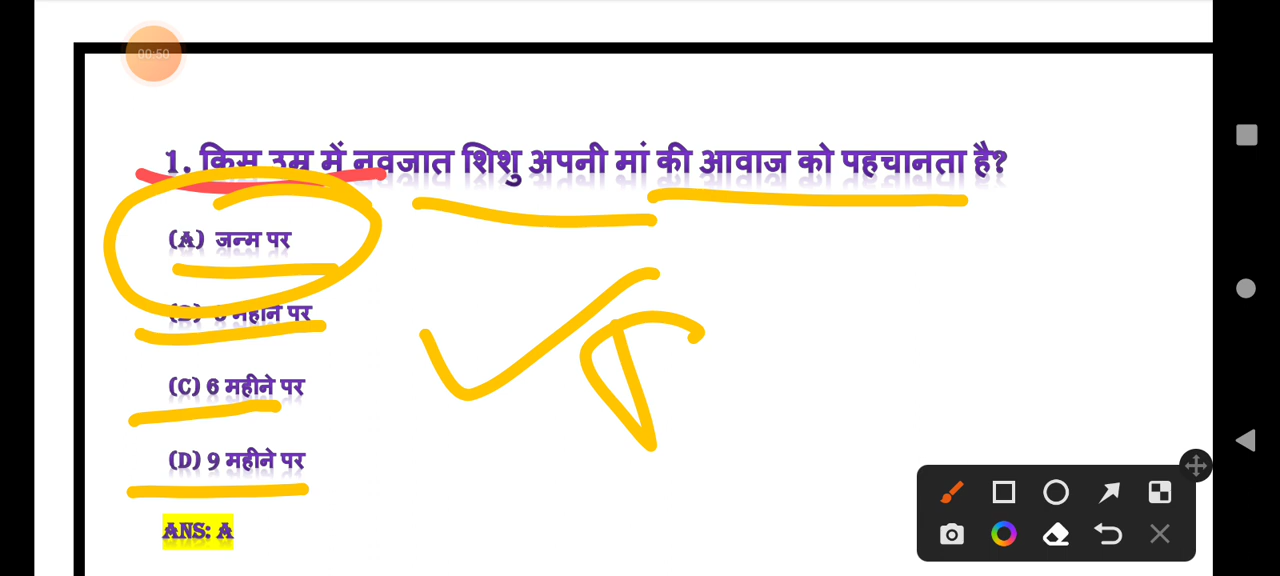 00:50
1. किस उम्र में नवजात शिशु अपनी मां की आवाज को पहचानता है?
(A) जन्म पर
(B) महीने पर
(C) 6 महीने पर
(D) 9 महीने पर
ANS: A